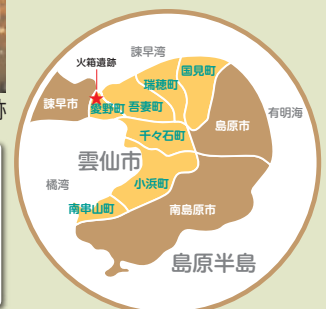 火箱遺跡
諫早湾
国見町
瑞穂町
諫早市
愛野町
吾妻町
有明海
島原市
千々石町
雲仙市
橘湾
小浜町
南串山町
南島原市
島原半島
跡